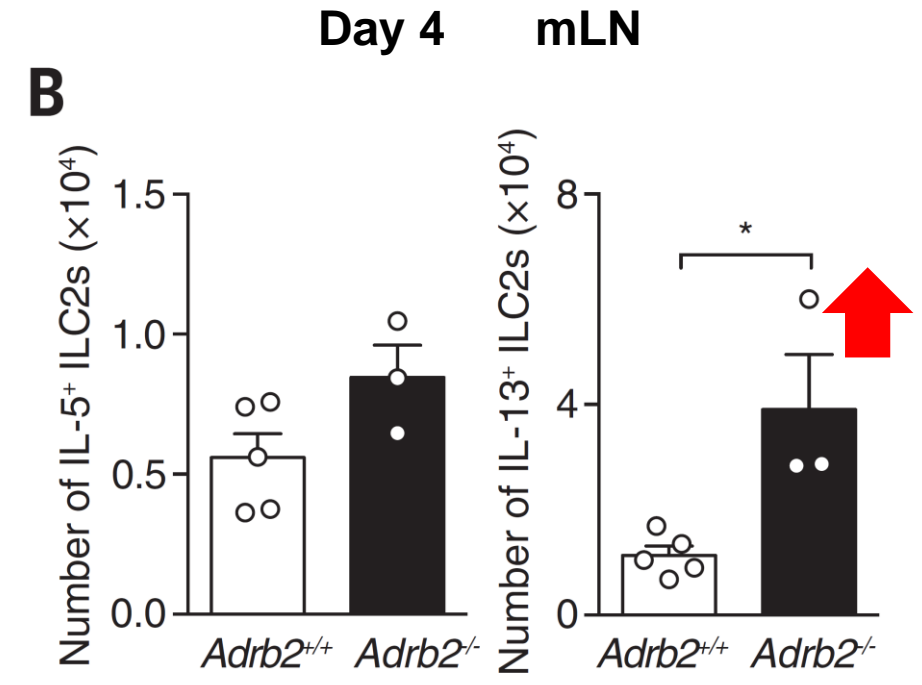 Day 4 mLN
B
Number of IL-5⁺ ILC2s (×10⁴)
1.5
1.0
0.5
0.0
Adrb2⁺/⁺ Adrb2⁻/⁻
Number of IL-13⁺ ILC2s (×10⁴)
8
4
0
*
Adrb2⁺/⁺ Adrb2⁻/⁻